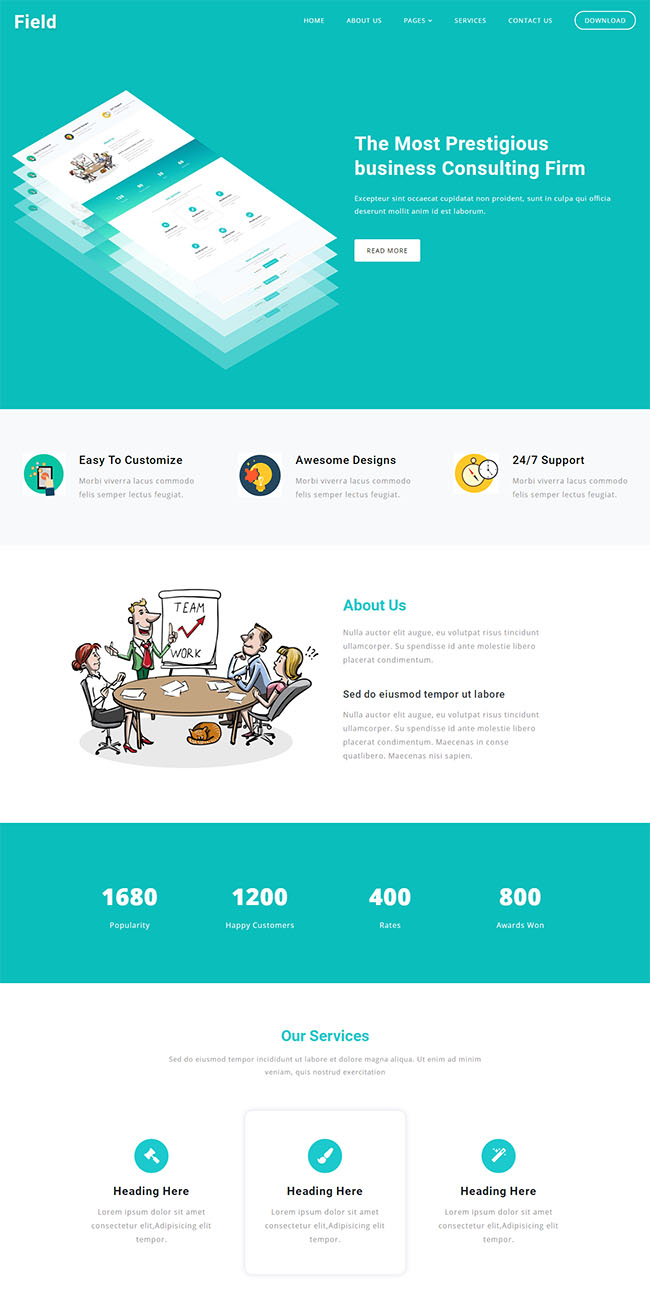 Field
HOME ABOUT US PAGES SERVICES CONTACT US DOWNLOAD
The Most Prestigious
business Consulting Firm
Excepteur sint occaecat cupidatat non proident, sunt in culpa qui officia
deserunt mollit anim id est laborum.
READ MORE
Easy To Customize
Morbi viverra lacus commodo
felis semper lectus feugiat.
Awesome Designs
Morbi viverra lacus commodo
felis semper lectus feugiat.
24/7 Support
Morbi viverra lacus commodo
felis semper lectus feugiat.
TEAM
WORK
!?!
About Us
Nulla auctor elit augue, eu volutpat risus tincidunt
ullamcorper. Su spendisse id ante molestie libero
placerat condimentum.
Sed do eiusmod tempor ut labore
Nulla auctor elit augue, eu volutpat risus tincidunt
ullamcorper. Su spendisse id ante molestie libero
placerat condimentum. Maecenas in conse
quatlibero. Maecenas nisi sapien.
1680
Popularity
1200
Happy Customers
400
Rates
800
Awards Won
Our Services
Sed do eiusmod tempor incididunt ut labore et dolore magna aliqua. Ut enim ad minim
veniam, quis nostrud exercitation
Heading Here
Lorem ipsum dolor sit amet
consectetur elit,Adipisicing elit
tempor.
Heading Here
Lorem ipsum dolor sit amet
consectetur elit,Adipisicing elit
tempor.
Heading Here
Lorem ipsum dolor sit amet
consectetur elit,Adipisicing elit
tempor.